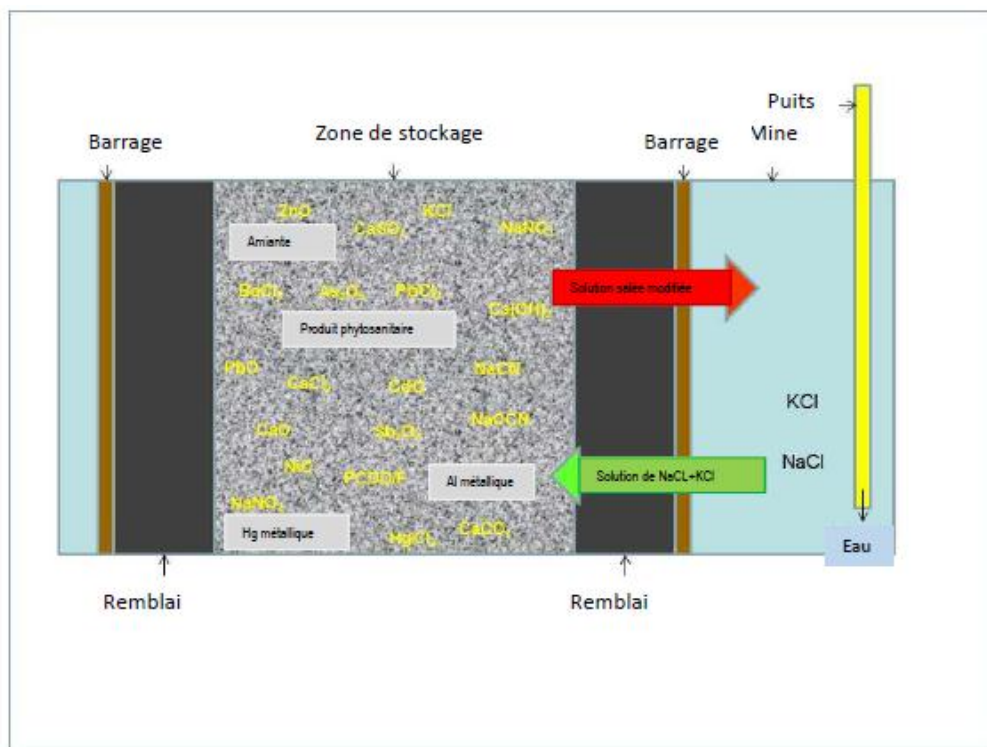 Puits
Barrage
Zone de stockage
Barrage
Mine
ZnO
KCl
CaSO4
NaNO3
Amiante
BaCl2
As2O3
PbCl2
Solution salée modifiée
Ca(OH)2
Produit phytosanitaire
PbO
CaCl2
CdO
NaCN
KCl
CaO
Sb2O3
NaOCN
NiO
PCDD/F
Al métallique
Solution de NaCL+KCl
NaCl
NaNO2
Hg métallique
HgCl2
Eau
Remblai
Remblai